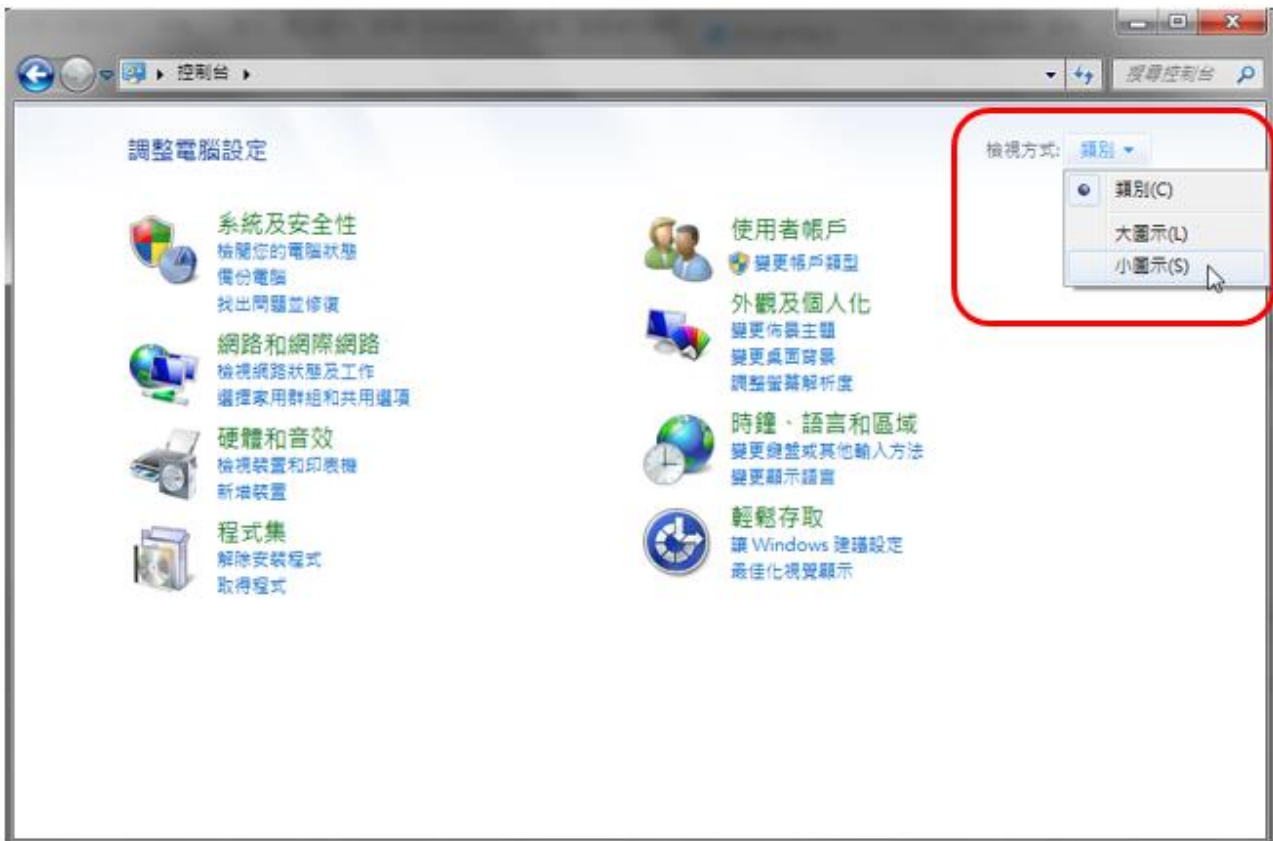 控制台
搜尋控制台
調整電腦設定
檢視方式: 類別
類別(C)
大圖示(L)
小圖示(S)
系統及安全性
檢閱您的電腦狀態
備份電腦
找出問題並修復
網路和網際網路
檢視網路狀態及工作
選擇家用群組和共用選項
硬體和音效
檢視裝置和印表機
新增裝置
程式集
解除安裝程式
取得程式
使用者帳戶
變更帳戶類型
外觀及個人化
變更佈景主題
變更桌面背景
調整螢幕解析度
時鐘、語言和區域
變更鍵盤或其他輸入方法
變更顯示語言
輕鬆存取
讓 Windows 建議設定
最佳化視覺顯示